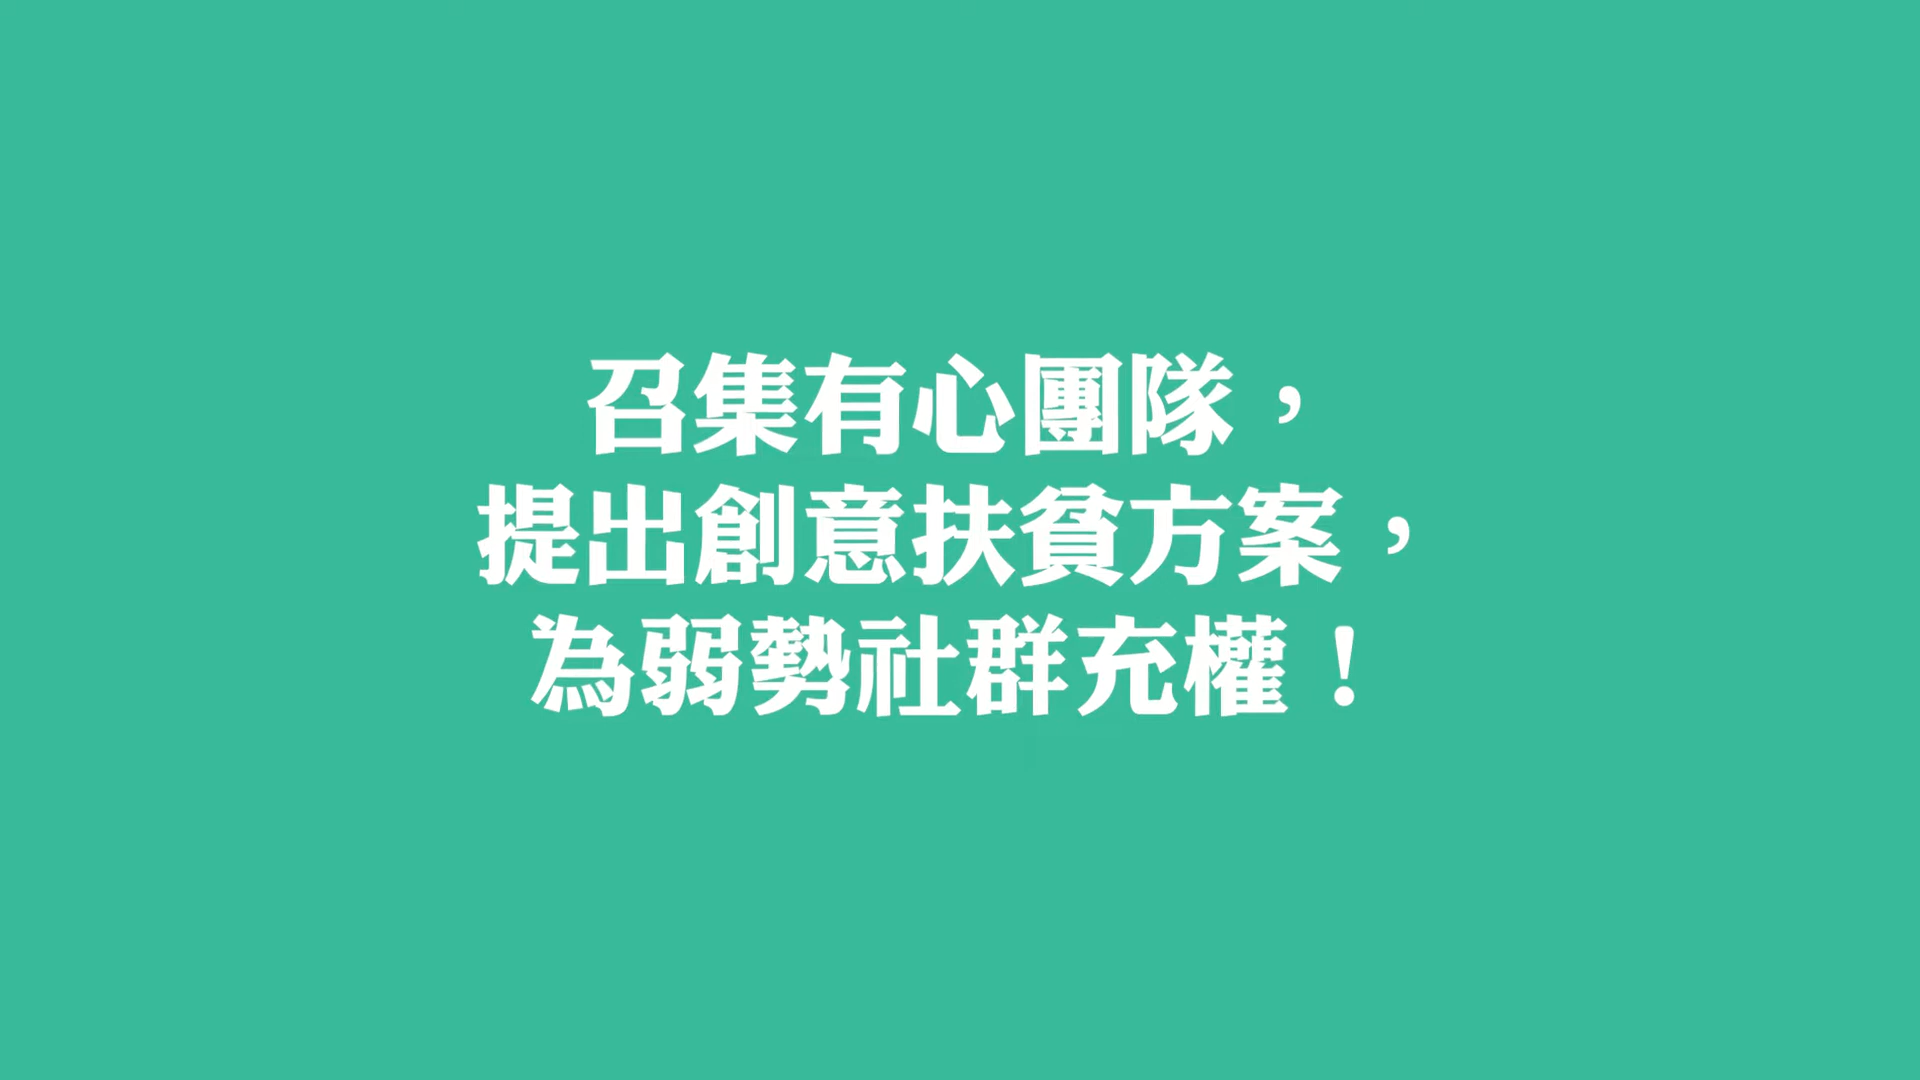 召集有心團隊，
提出創意扶貧方案，
為弱勢社群充權！